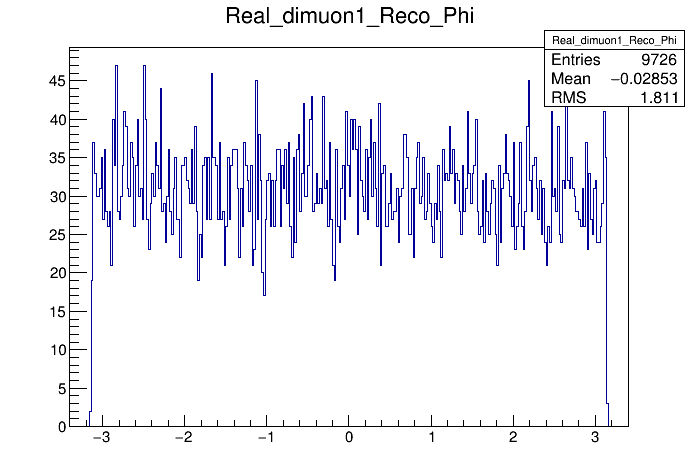 Real_dimuon1_Reco_Phi
Real_dimuon1_Reco_Phi
Entries 9726
Mean −0.02853
RMS 1.811
45
40
35
30
25
20
15
10
5
0
−3 −2 −1 0 1 2 3